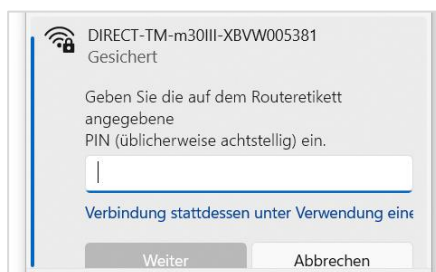 DIRECT-TM-m30III-XBVW005381
Gesichert
Geben Sie die auf dem Routeretikett
angegebene
PIN (üblicherweise achtstellig) ein.
Verbindung stattdessen unter Verwendung eine
Weiter
Abbrechen